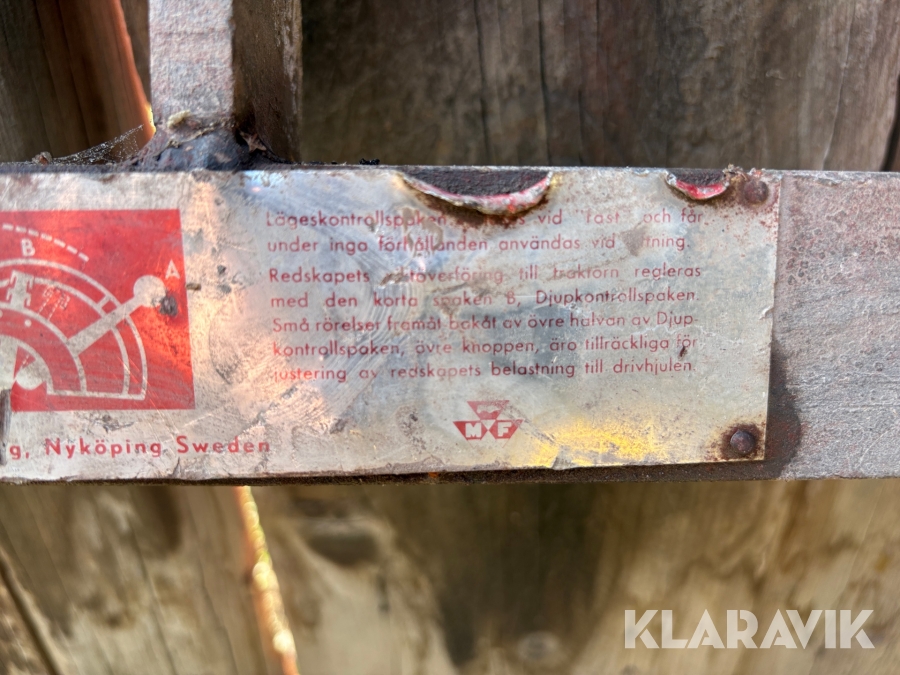 B
A
Lägeskontrollspaken vid "fast" och får
under inga förhållanden användas vid
Redskapets till traktorn regleras
med den korta spaken B, Djupkontrollspaken.
Små rörelser framåt bakåt av övre halvan av Djup-
kontrollspaken, övre knoppen, äro tillräckliga för
justering av redskapets belastning till drivhjulen.
MF
g, Nyköping Sweden
KLARAVIK